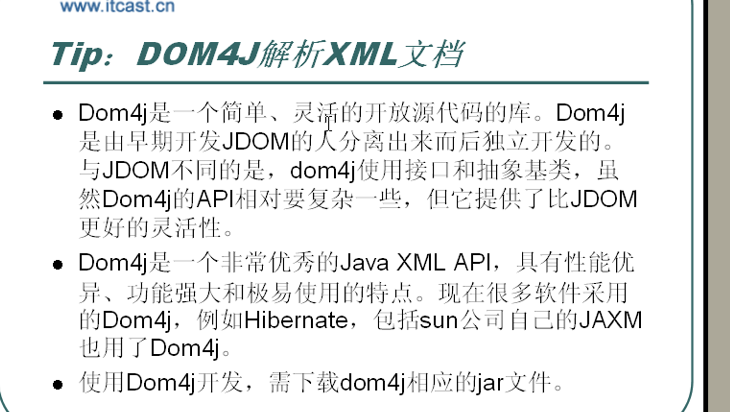 www.itcast.cn
Tip：DOM4J解析XML文档
● Dom4j是一个简单、灵活的开放源代码的库。Dom4j
是由早期开发JDOM的人分离出来而后独立开发的。
与JDOM不同的是，dom4j使用接口和抽象基类，虽
然Dom4j的API相对要复杂一些，但它提供了比JDOM
更好的灵活性。
● Dom4j是一个非常优秀的Java XML API，具有性能优
异、功能强大和极易使用的特点。现在很多软件采用
的Dom4j，例如Hibernate，包括sun公司自己的JAXM
也用了Dom4j。
● 使用Dom4j开发，需下载dom4j相应的jar文件。